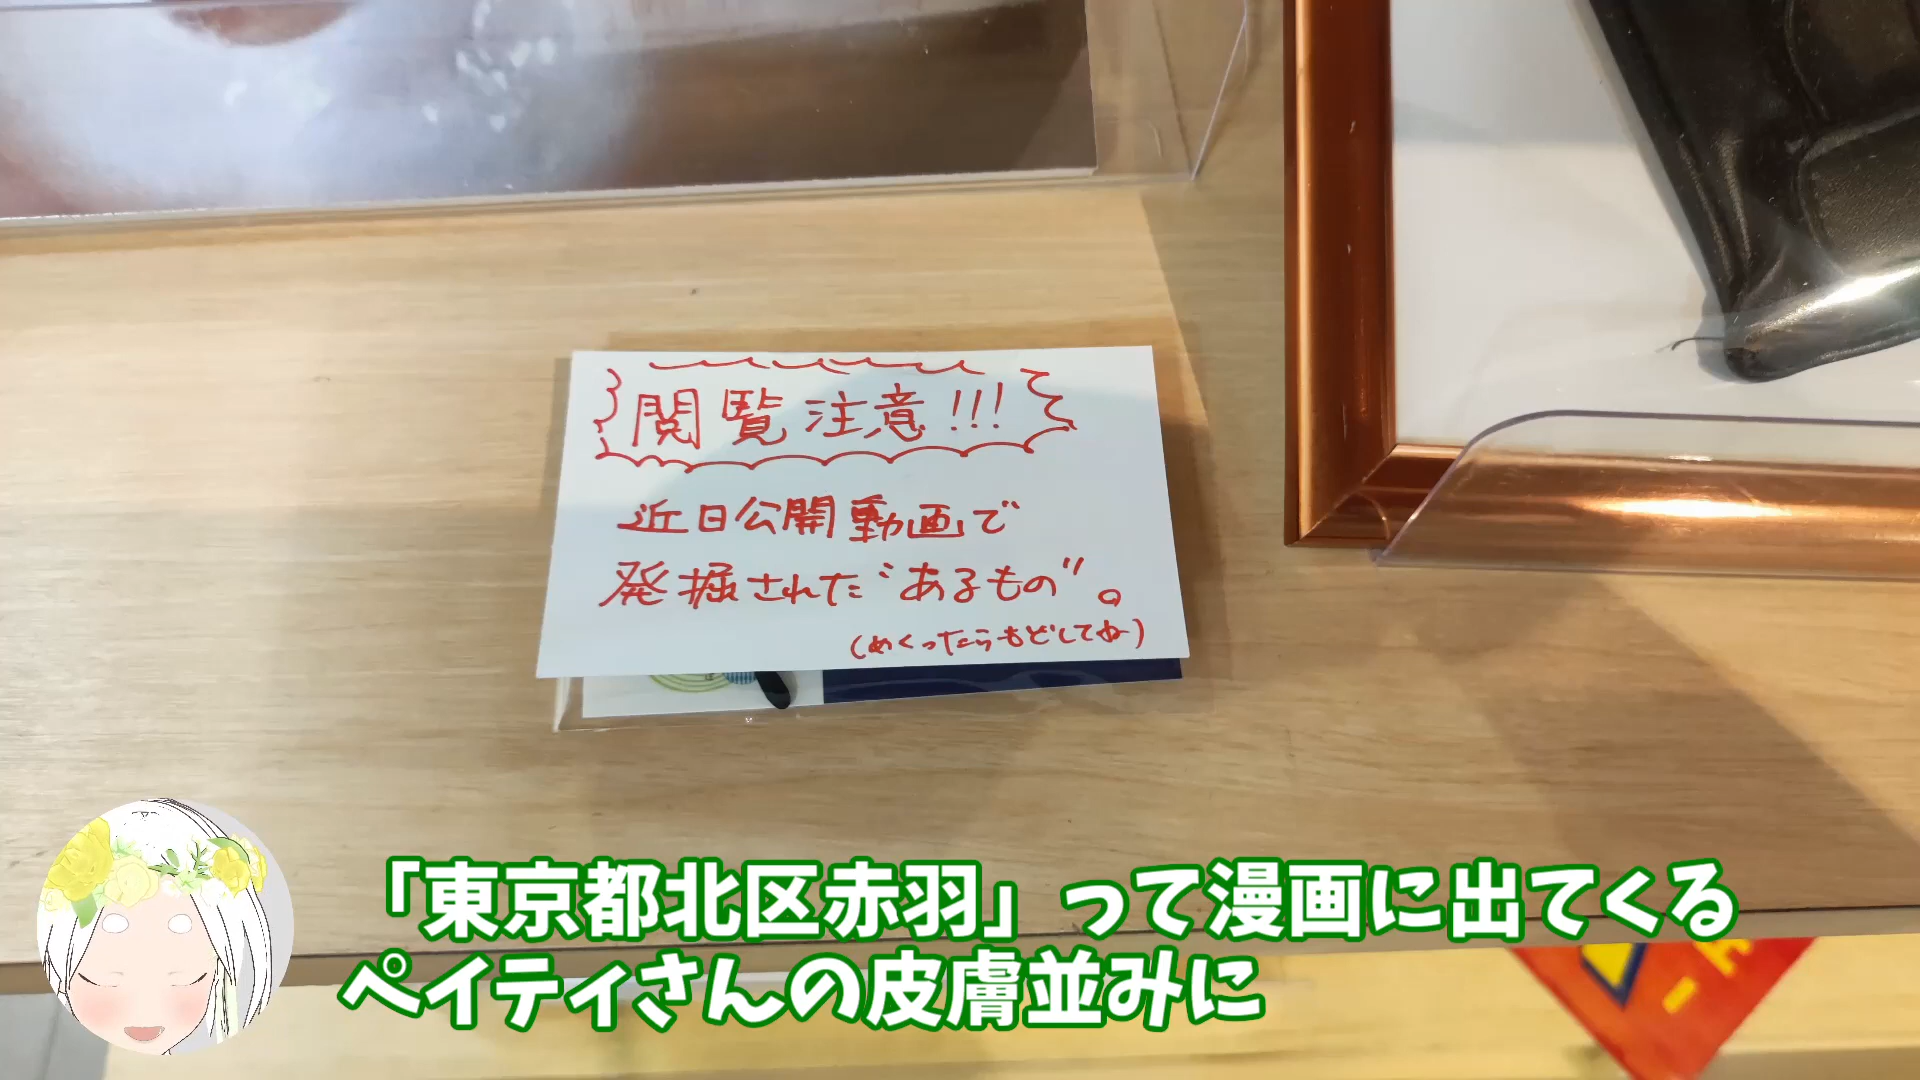 閲覧注意!!!
近日公開動画で
発掘された“あるもの”。
(めくったらもどしてね)
「東京都北区赤羽」って漫画に出てくる
ペイティさんの皮膚並みに